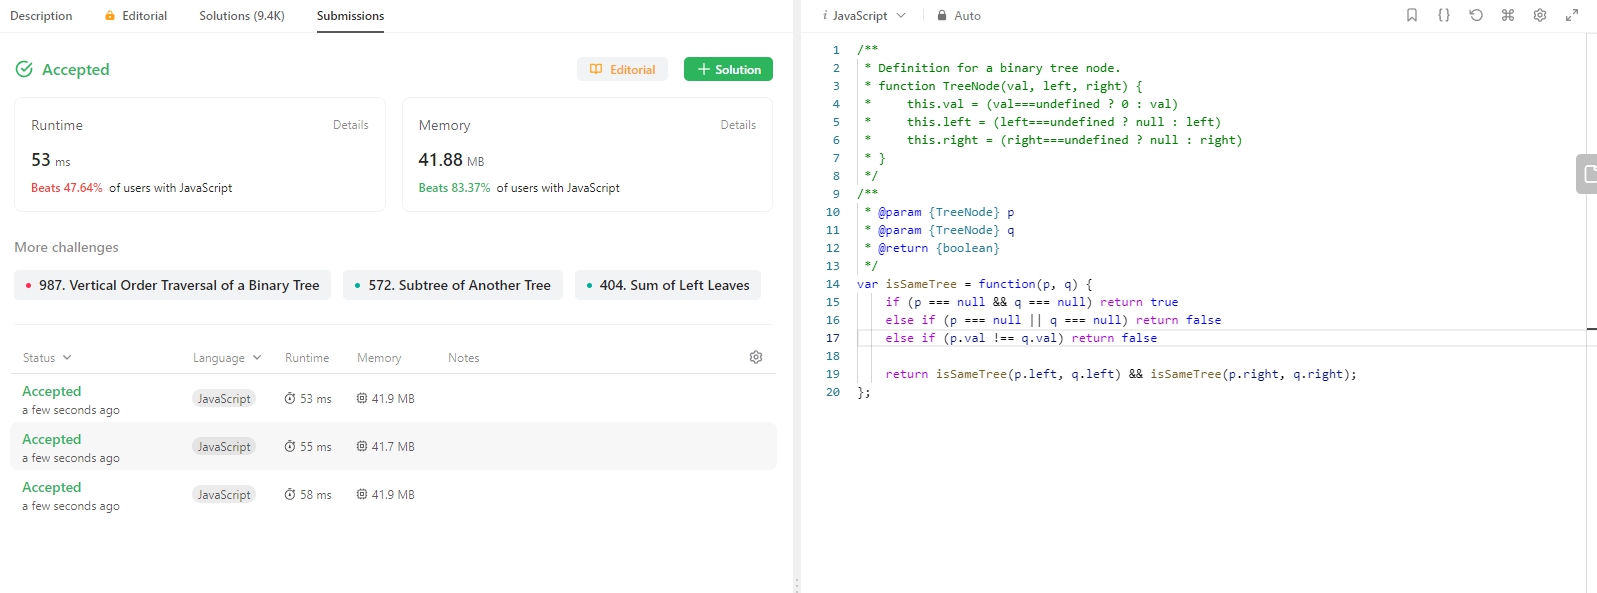 Description Editorial Solutions (9.4K) Submissions
Accepted Editorial Solution
Runtime Details
53 ms
Beats 47.64% of users with JavaScript
Memory Details
41.88 MB
Beats 83.37% of users with JavaScript
More challenges
987. Vertical Order Traversal of a Binary Tree
572. Subtree of Another Tree
404. Sum of Left Leaves
Status Language Runtime Memory Notes
Accepted
a few seconds ago
JavaScript 53 ms 41.9 MB
Accepted
a few seconds ago
JavaScript 55 ms 41.7 MB
Accepted
a few seconds ago
JavaScript 58 ms 41.9 MB
i JavaScript Auto
1 /**
2  * Definition for a binary tree node.
3  * function TreeNode(val, left, right) {
4  *     this.val = (val===undefined ? 0 : val)
5  *     this.left = (left===undefined ? null : left)
6  *     this.right = (right===undefined ? null : right)
7  * }
8  */
9 /**
10  * @param {TreeNode} p
11  * @param {TreeNode} q
12  * @return {boolean}
13  */
14 var isSameTree = function(p, q) {
15     if (p === null && q === null) return true
16     else if (p === null || q === null) return false
17     else if (p.val !== q.val) return false
18
19     return isSameTree(p.left, q.left) && isSameTree(p.right, q.right);
20 };